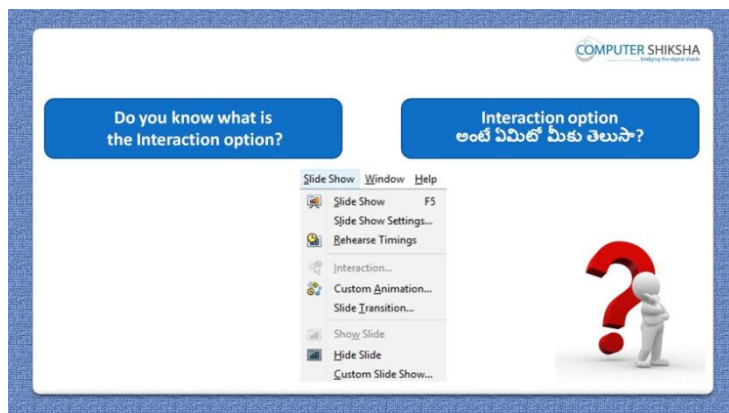 COMPUTER SHIKSHA
bridging the digital divide
Do you know what is
the Interaction option?
Interaction option
అంటే ఏమిటో మీకు తెలుసా?
Slide Show Window Help
Slide Show F5
Slide Show Settings...
Rehearse Timings
Interaction...
Custom Animation...
Slide Transition...
Show Slide
Hide Slide
Custom Slide Show...